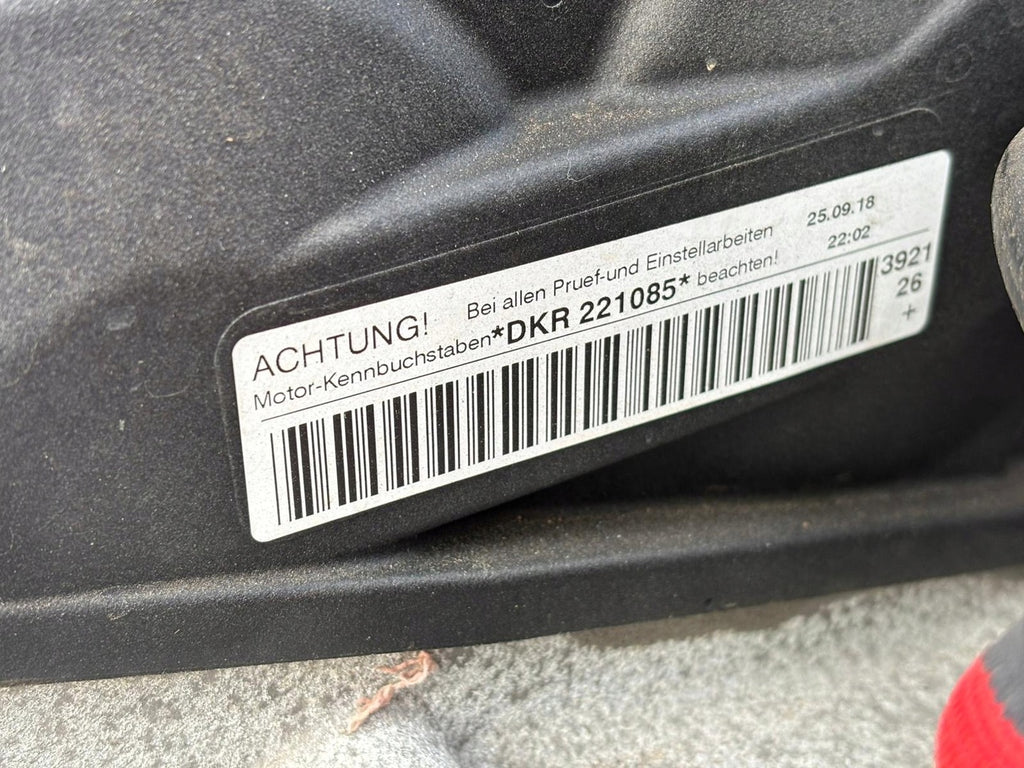 ACHTUNG! Bei allen Pruef-und Einstellarbeiten 25.09.18
Motor-Kennbuchstaben *DKR 221085* beachten! 22:02
3921
26
+